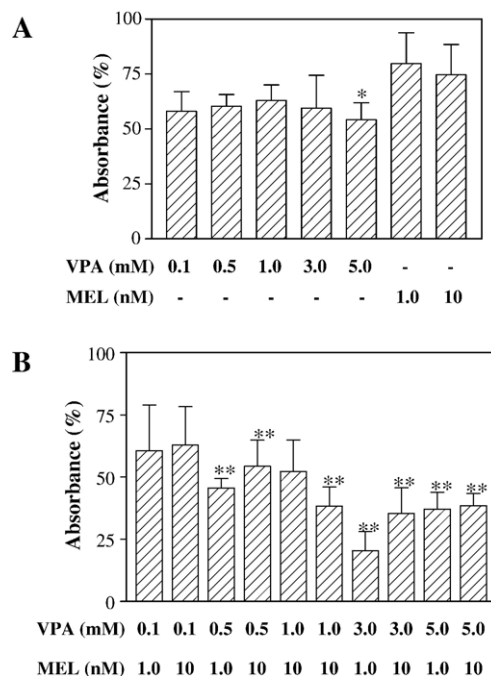 A
Absorbance (%)
100
75
50
25
0
*
VPA (mM) 0.1 0.5 1.0 3.0 5.0 - -
MEL (nM) - - - - - 1.0 10
B
Absorbance (%)
100
75
50
25
0
** ** ** ** ** ** **
VPA (mM) 0.1 0.1 0.5 0.5 1.0 1.0 3.0 3.0 5.0 5.0
MEL (nM) 1.0 10 1.0 10 10 10 1.0 10 1.0 10